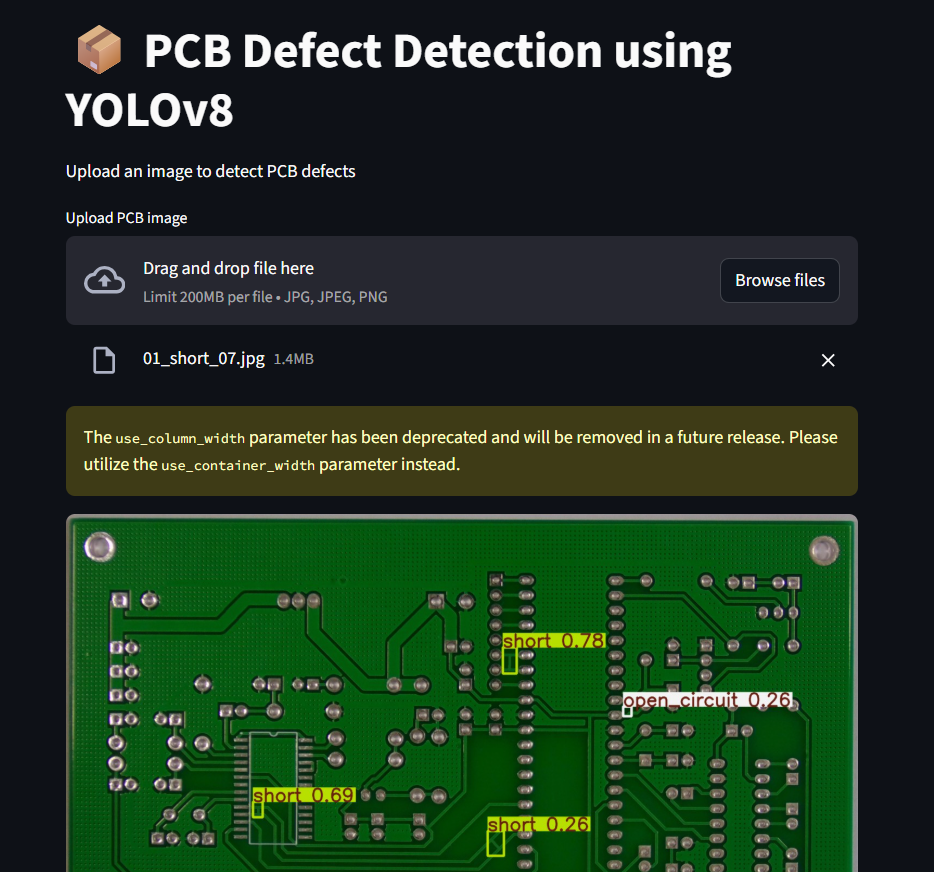 PCB Defect Detection using
YOLOv8
Upload an image to detect PCB defects
Upload PCB image
Drag and drop file here
Limit 200MB per file • JPG, JPEG, PNG
Browse files
01_short_07.jpg 1.4MB
The use_column_width parameter has been deprecated and will be removed in a future release. Please
utilize the use_container_width parameter instead.
short 0.78
open_circuit 0.26
short 0.69
short 0.26